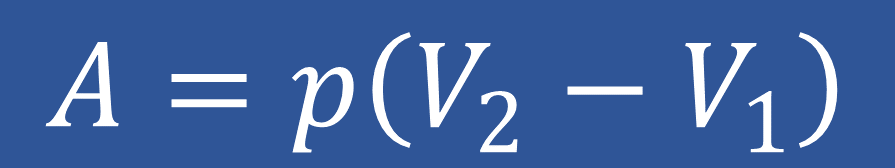 A = p(V₂ − V₁)